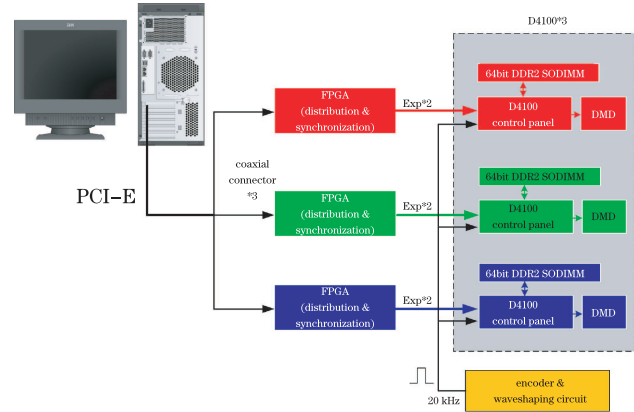 IBM
D4100*3
64bit DDR2 SODIMM
FPGA
(distribution &
synchronization)
Exp*2
D4100
control panel
DMD
coaxial
connector
*3
PCI-E
64bit DDR2 SODIMM
FPGA
(distribution &
synchronization)
Exp*2
D4100
control panel
DMD
64bit DDR2 SODIMM
FPGA
(distribution &
synchronization)
Exp*2
D4100
control panel
DMD
20 kHz
encoder &
waveshaping circuit